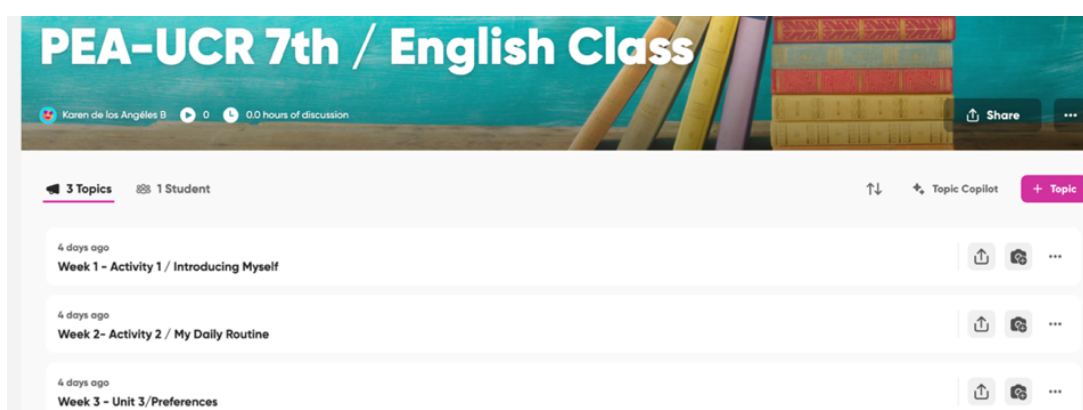 PEA-UCR 7th / English Class
Karen de los Angéles B 0 0.0 hours of discussion
Share
3 Topics 1 Student
Topic Copilot + Topic
4 days ago
Week 1 - Activity 1 / Introducing Myself
4 days ago
Week 2- Activity 2 / My Daily Routine
4 days ago
Week 3 - Unit 3/Preferences